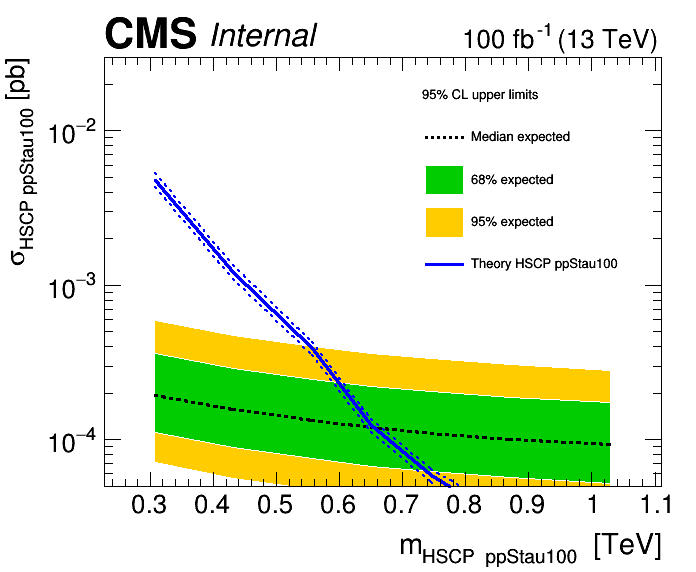 CMS Internal 100 fb⁻¹ (13 TeV)
σHSCP ppStau100 [pb]
95% CL upper limits
Median expected
68% expected
95% expected
Theory HSCP ppStau100
10⁻²
10⁻³
10⁻⁴
0.3 0.4 0.5 0.6 0.7 0.8 0.9 1 1.1
mHSCP ppStau100 [TeV]